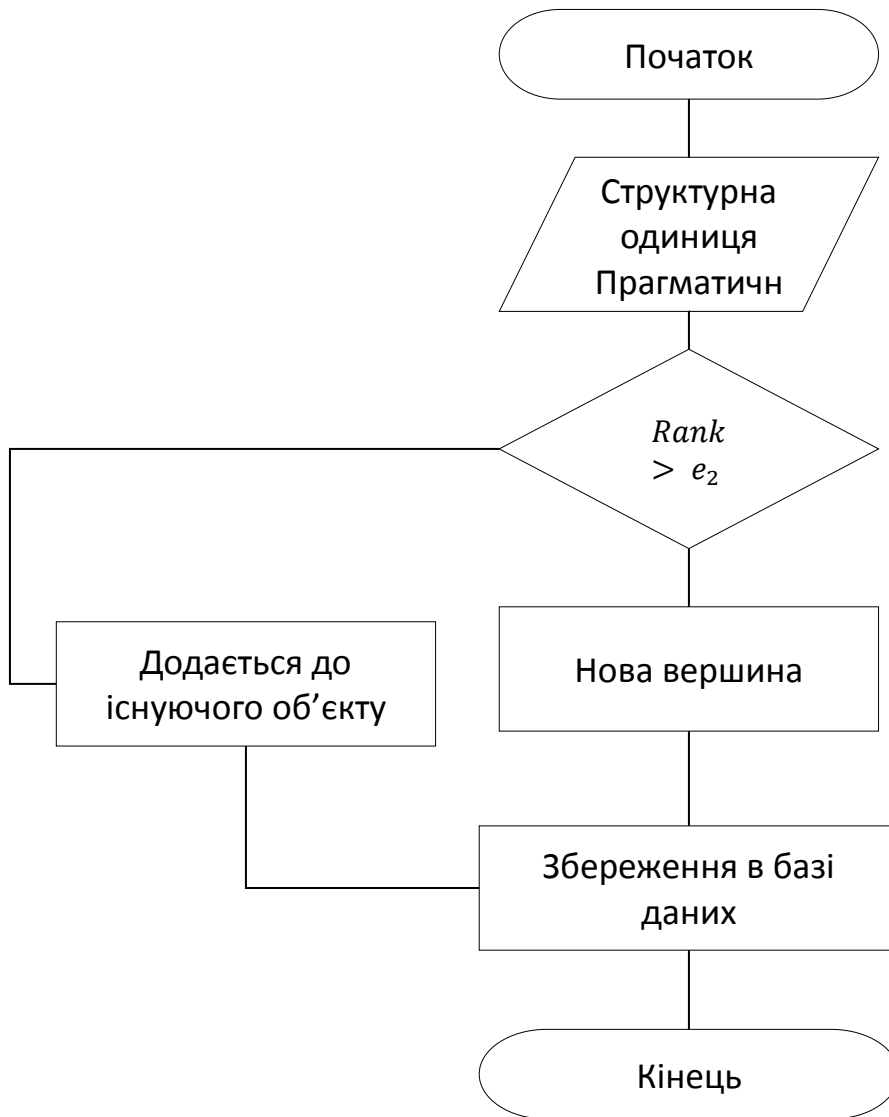 Початок
Структурна
одиниця
Прагматичн
Rank
> e₂
Додається до
існуючого об’єкту
Нова вершина
Збереження в базі
даних
Кінець